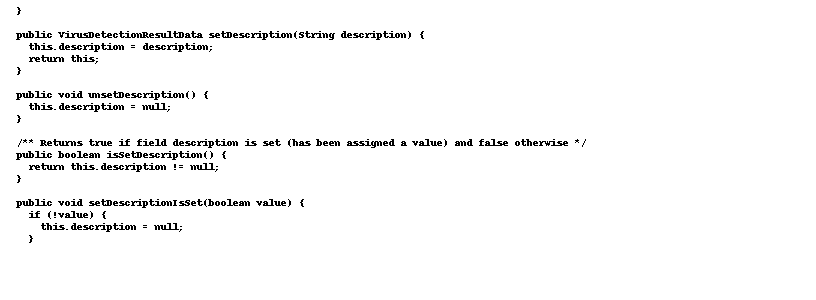 }

public VirusDetectionResultData setDescription(String description) {
  this.description = description;
  return this;
}

public void unsetDescription() {
  this.description = null;
}

/** Returns true if field description is set (has been assigned a value) and false otherwise */
public boolean isSetDescription() {
  return this.description != null;
}

public void setDescriptionIsSet(boolean value) {
  if (!value) {
    this.description = null;
  }